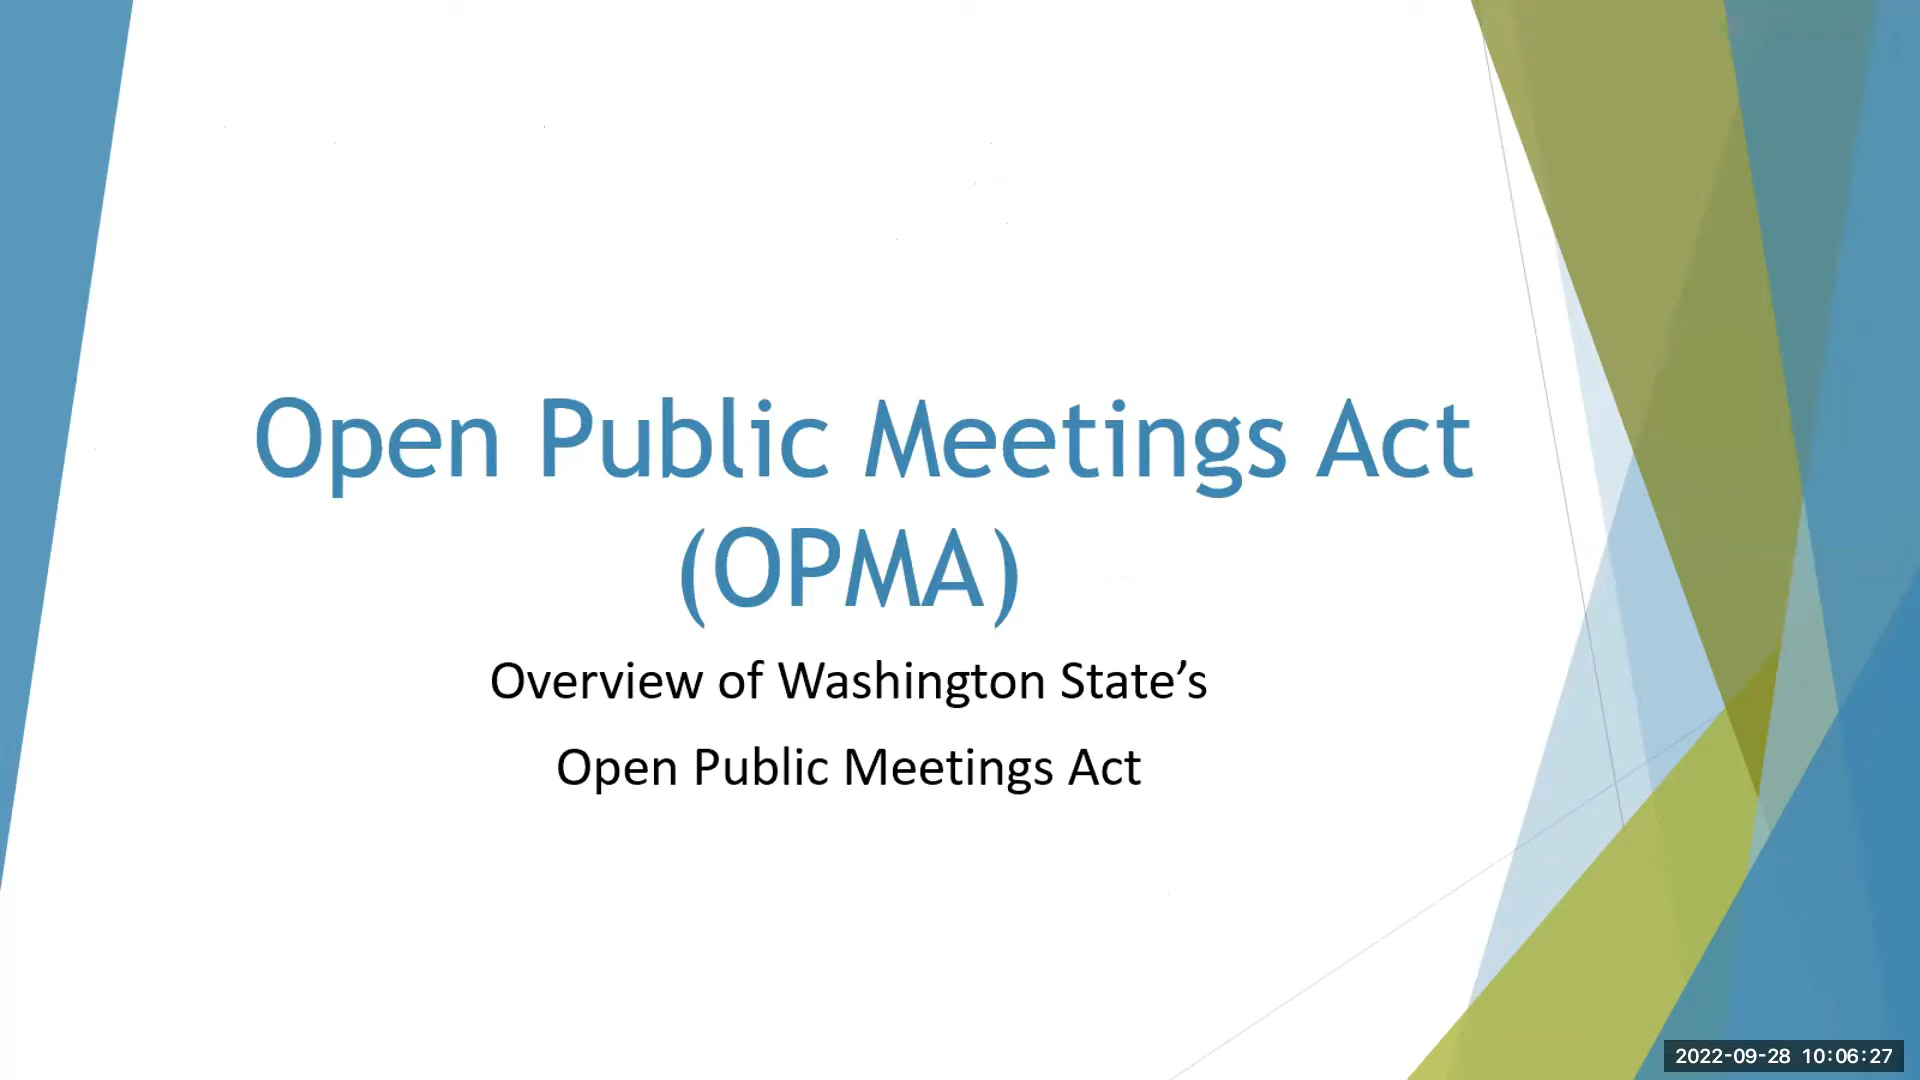 Open Public Meetings Act
(OPMA)
Overview of Washington State’s
Open Public Meetings Act
2022-09-28 10:06:27